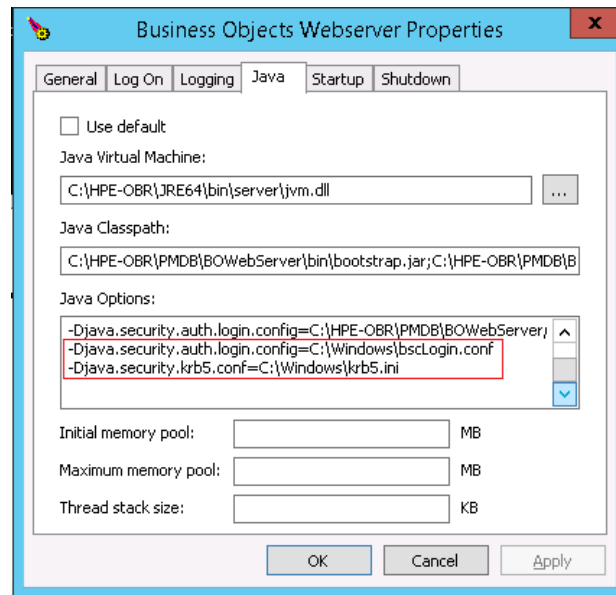 Business Objects Webserver Properties
x
General Log On Logging Java Startup Shutdown
Use default
Java Virtual Machine:
C:\HPE-OBR\JRE64\bin\server\jvm.dll ...
Java Classpath:
C:\HPE-OBR\PMDB\BOWebServer\bin\bootstrap.jar;C:\HPE-OBR\PMDB\B
Java Options:
-Djava.security.auth.login.config=C:\HPE-OBR\PMDB\BOWebServer/
-Djava.security.auth.login.config=C:\Windows\bscLogin.conf
-Djava.security.krb5.conf=C:\Windows\krb5.ini
Initial memory pool: MB
Maximum memory pool: MB
Thread stack size: KB
OK Cancel Apply